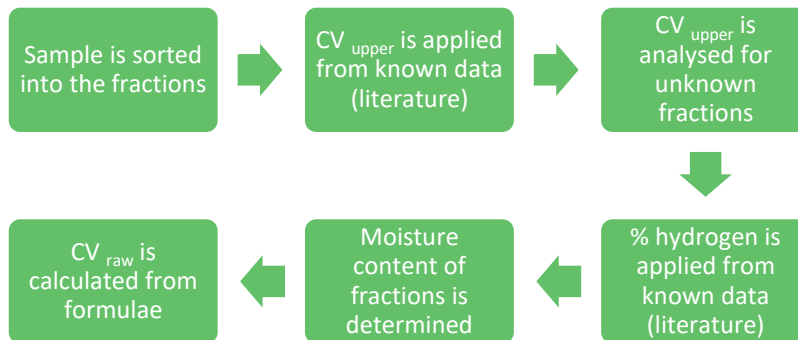 Sample is sorted
into the fractions
CV upper is applied
from known data
(literature)
CV upper is
analysed for
unknown
fractions
% hydrogen is
applied from
known data
(literature)
Moisture
content of
fractions is
determined
CV raw is
calculated from
formulae